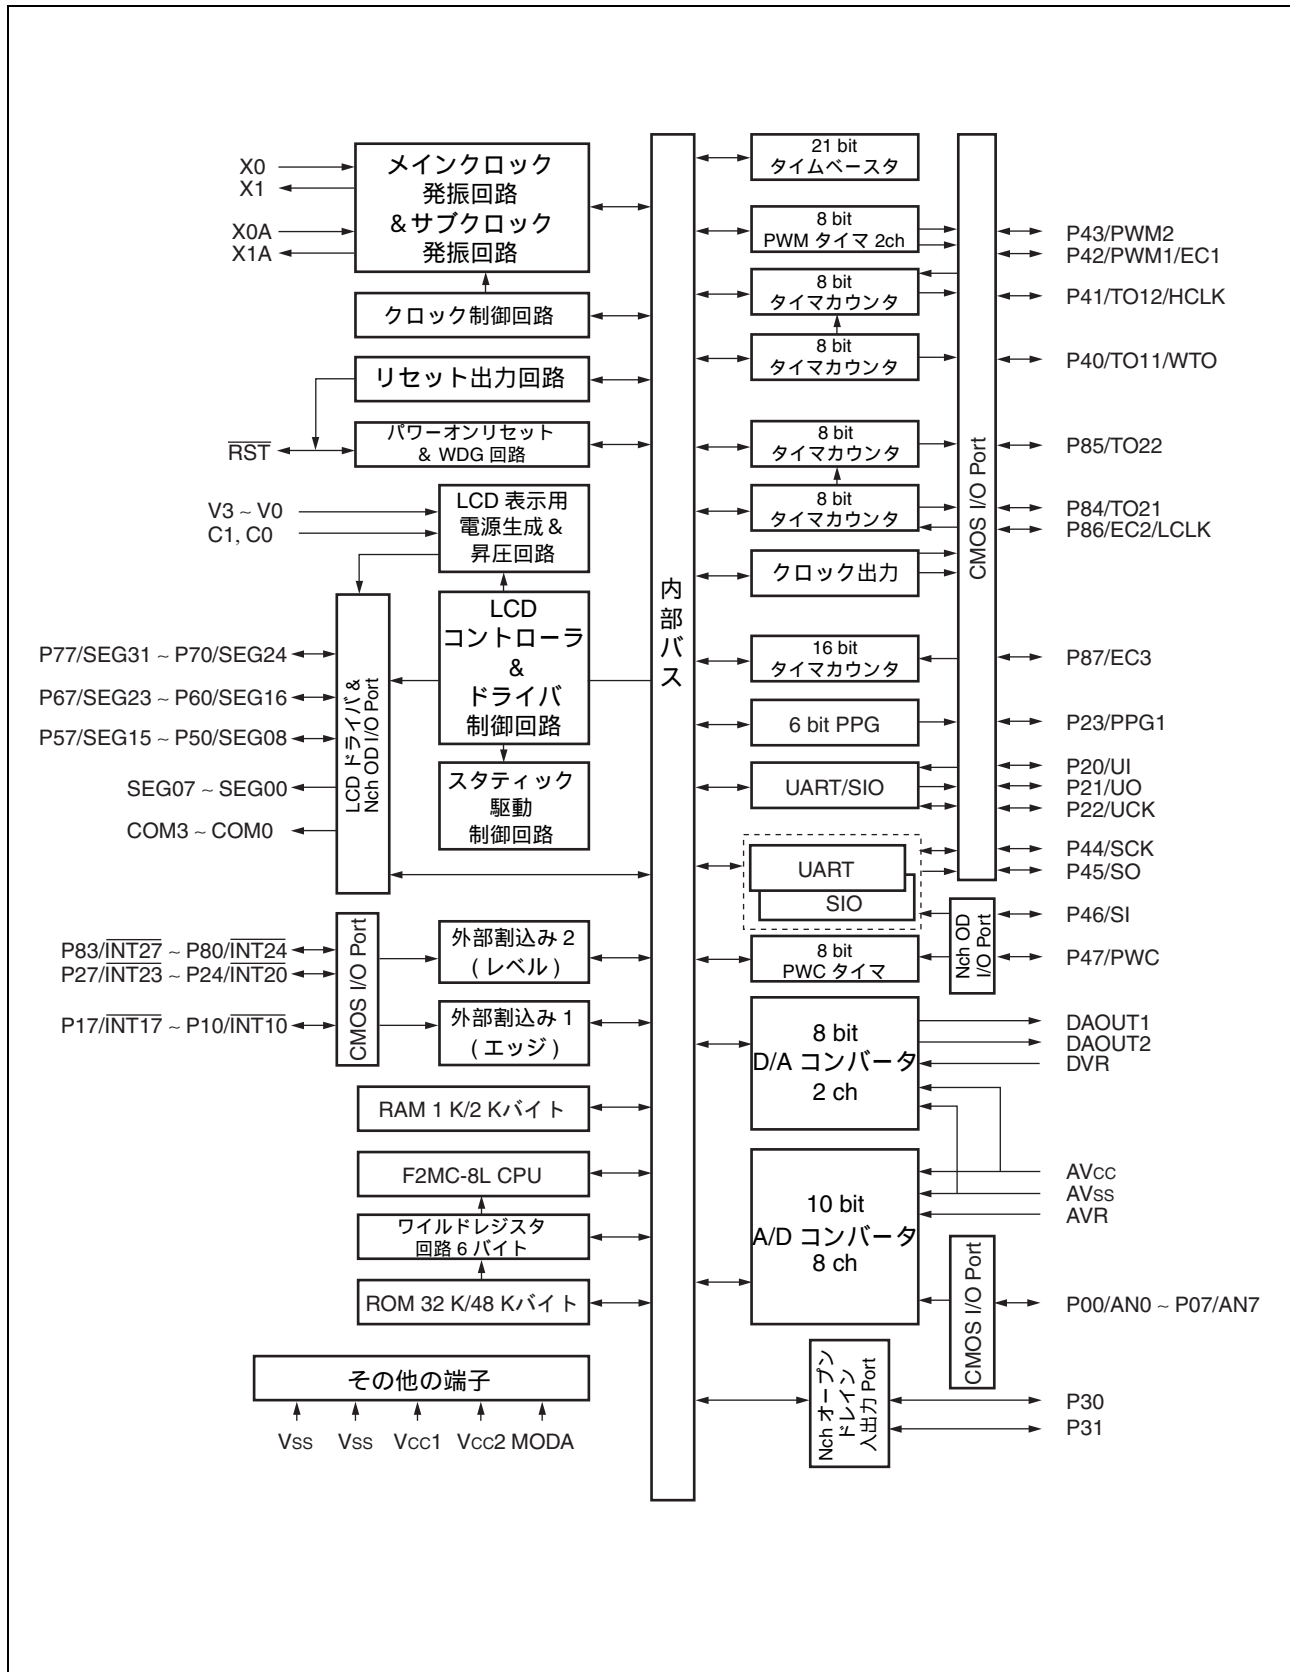 X0
X1
X0A
X1A
メインクロック
発振回路
&サブクロック
発振回路
クロック制御回路
リセット出力回路
RST
パワーオンリセット
& WDG 回路
V3 ~ V0
C1, C0
LCD 表示用
電源生成&
昇圧回路
LCD
コントローラ
&
ドライバ
制御回路
スタティック
駆動
制御回路
LCD ドライバ &
Nch OD I/O Port
P77/SEG31 ~ P70/SEG24
P67/SEG23 ~ P60/SEG16
P57/SEG15 ~ P50/SEG08
SEG07 ~ SEG00
COM3 ~ COM0
P83/INT27 ~ P80/INT24
P27/INT23 ~ P24/INT20
P17/INT17 ~ P10/INT10
CMOS I/O Port
外部割込み 2
( レベル )
外部割込み 1
( エッジ )
RAM 1 K/2 Kバイト
F2MC-8L CPU
ワイルドレジスタ
回路 6 バイト
ROM 32 K/48 Kバイト
その他の端子
VSS
VSS
VCC1
VCC2
MODA
内部バス
21 bit
タイムベースタ
8 bit
PWM タイマ 2ch
8 bit
タイマカウンタ
8 bit
タイマカウンタ
8 bit
タイマカウンタ
8 bit
タイマカウンタ
クロック出力
16 bit
タイマカウンタ
6 bit PPG
UART/SIO
UART
SIO
8 bit
PWC タイマ
8 bit
D/A コンバータ
2 ch
10 bit
A/D コンバータ
8 ch
Nch オープン
ドレイン
入出力 Port
CMOS I/O Port
Nch OD
I/O Port
CMOS I/O Port
P43/PWM2
P42/PWM1/EC1
P41/TO12/HCLK
P40/TO11/WTO
P85/TO22
P84/TO21
P86/EC2/LCLK
P87/EC3
P23/PPG1
P20/UI
P21/UO
P22/UCK
P44/SCK
P45/SO
P46/SI
P47/PWC
DAOUT1
DAOUT2
DVR
AVCC
AVSS
AVR
P00/AN0 ~ P07/AN7
P30
P31